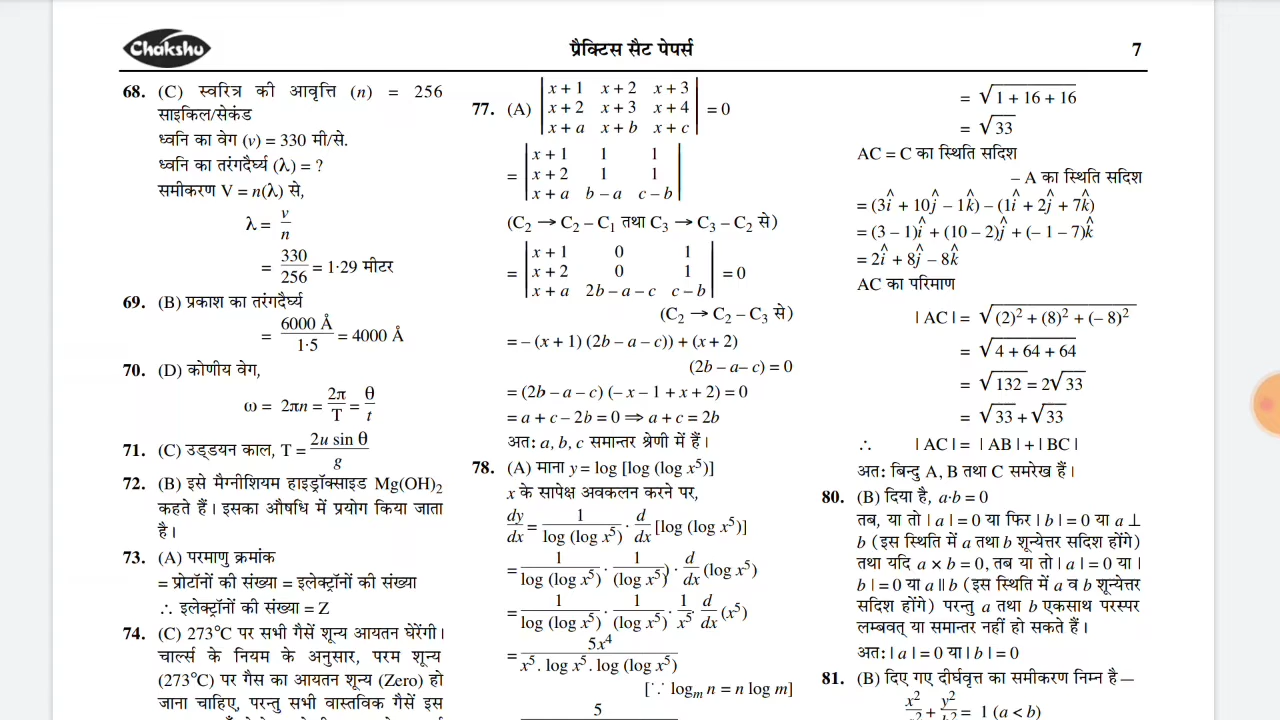 Chakshu
प्रैक्टिस सैट पेपर्स
7
68. (C) स्वरित्र की आवृत्ति (n) = 256
साइकिल/सेकंड
ध्वनि का वेग (v) = 330 मी/से.
ध्वनि का तरंगदैर्घ्य (λ) = ?
समीकरण V = n(λ) से,
λ = v/n
= 330/256 = 1·29 मीटर
69. (B) प्रकाश का तरंगदैर्घ्य
= 6000 Å/1·5 = 4000 Å
70. (D) कोणीय वेग,
ω = 2πn = 2π/T = θ/t
71. (C) उड्डयन काल, T = 2u sin θ/g
72. (B) इसे मैग्नीशियम हाइड्रॉक्साइड Mg(OH)₂
कहते हैं। इसका औषधि में प्रयोग किया जाता
है।
73. (A) परमाणु क्रमांक
= प्रोटॉनों की संख्या = इलेक्ट्रॉनों की संख्या
∴ इलेक्ट्रॉनों की संख्या = Z
74. (C) 273°C पर सभी गैसें शून्य आयतन घेरेंगी।
चार्ल्स के नियम के अनुसार, परम शून्य
(273°C) पर गैस का आयतन शून्य (Zero) हो
जाना चाहिए, परन्तु सभी वास्तविक गैसें इस
77. (A) | x + 1 x + 2 x + 3 |
| x + 2 x + 3 x + 4 | = 0
| x + a x + b x + c |
| x + 1 1 1 |
= | x + 2 1 1 |
| x + a b – a c – b |
(C₂ → C₂ – C₁ तथा C₃ → C₃ – C₂ से)
| x + 1 0 1 |
= | x + 2 0 1 | = 0
| x + a 2b – a – c c – b |
(C₂ → C₂ – C₃ से)
= – (x + 1) (2b – a – c)) + (x + 2)
(2b – a– c) = 0
= (2b – a – c) (– x – 1 + x + 2) = 0
= a + c – 2b = 0 ⇒ a + c = 2b
अत: a, b, c समान्तर श्रेणी में हैं।
78. (A) माना y = log [log (log x⁵)]
x के सापेक्ष अवकलन करने पर,
dy/dx = 1/log (log x⁵) · d/dx [log (log x⁵)]
= 1/log (log x⁵) · 1/(log x⁵) · d/dx (log x⁵)
= 1/log (log x⁵) · 1/(log x⁵) · 1/x⁵ · d/dx (x⁵)
= 5x⁴/x⁵ . log x⁵ . log (log x⁵)
[∵ logₘ n = n log m]
5
= √1 + 16 + 16
= √33
AC = C का स्थिति सदिश
– A का स्थिति सदिश
= (3î + 10ĵ – 1k̂) – (1î + 2ĵ + 7k̂)
= (3 – 1)î + (10 – 2)ĵ + (– 1 – 7)k̂
= 2î + 8ĵ – 8k̂
AC का परिमाण
| AC | = √(2)² + (8)² + (– 8)²
= √4 + 64 + 64
= √132 = 2√33
= √33 + √33
∴ | AC | = | AB | + | BC |
अत: बिन्दु A, B तथा C समरेख हैं।
80. (B) दिया है, a·b = 0
तब, या तो | a | = 0 या फिर | b | = 0 या a ⊥
b (इस स्थिति में a तथा b शून्येत्तर सदिश होंगे)
तथा यदि a × b = 0, तब या तो | a | = 0 या |
b | = 0 या a || b (इस स्थिति में a व b शून्येत्तर
सदिश होंगे) परन्तु a तथा b एकसाथ परस्पर
लम्बवत् या समान्तर नहीं हो सकते हैं।
अत: | a | = 0 या | b | = 0
81. (B) दिए गए दीर्घवृत्त का समीकरण निम्न है—
x²/a² + y²/b² = 1 (a < b)